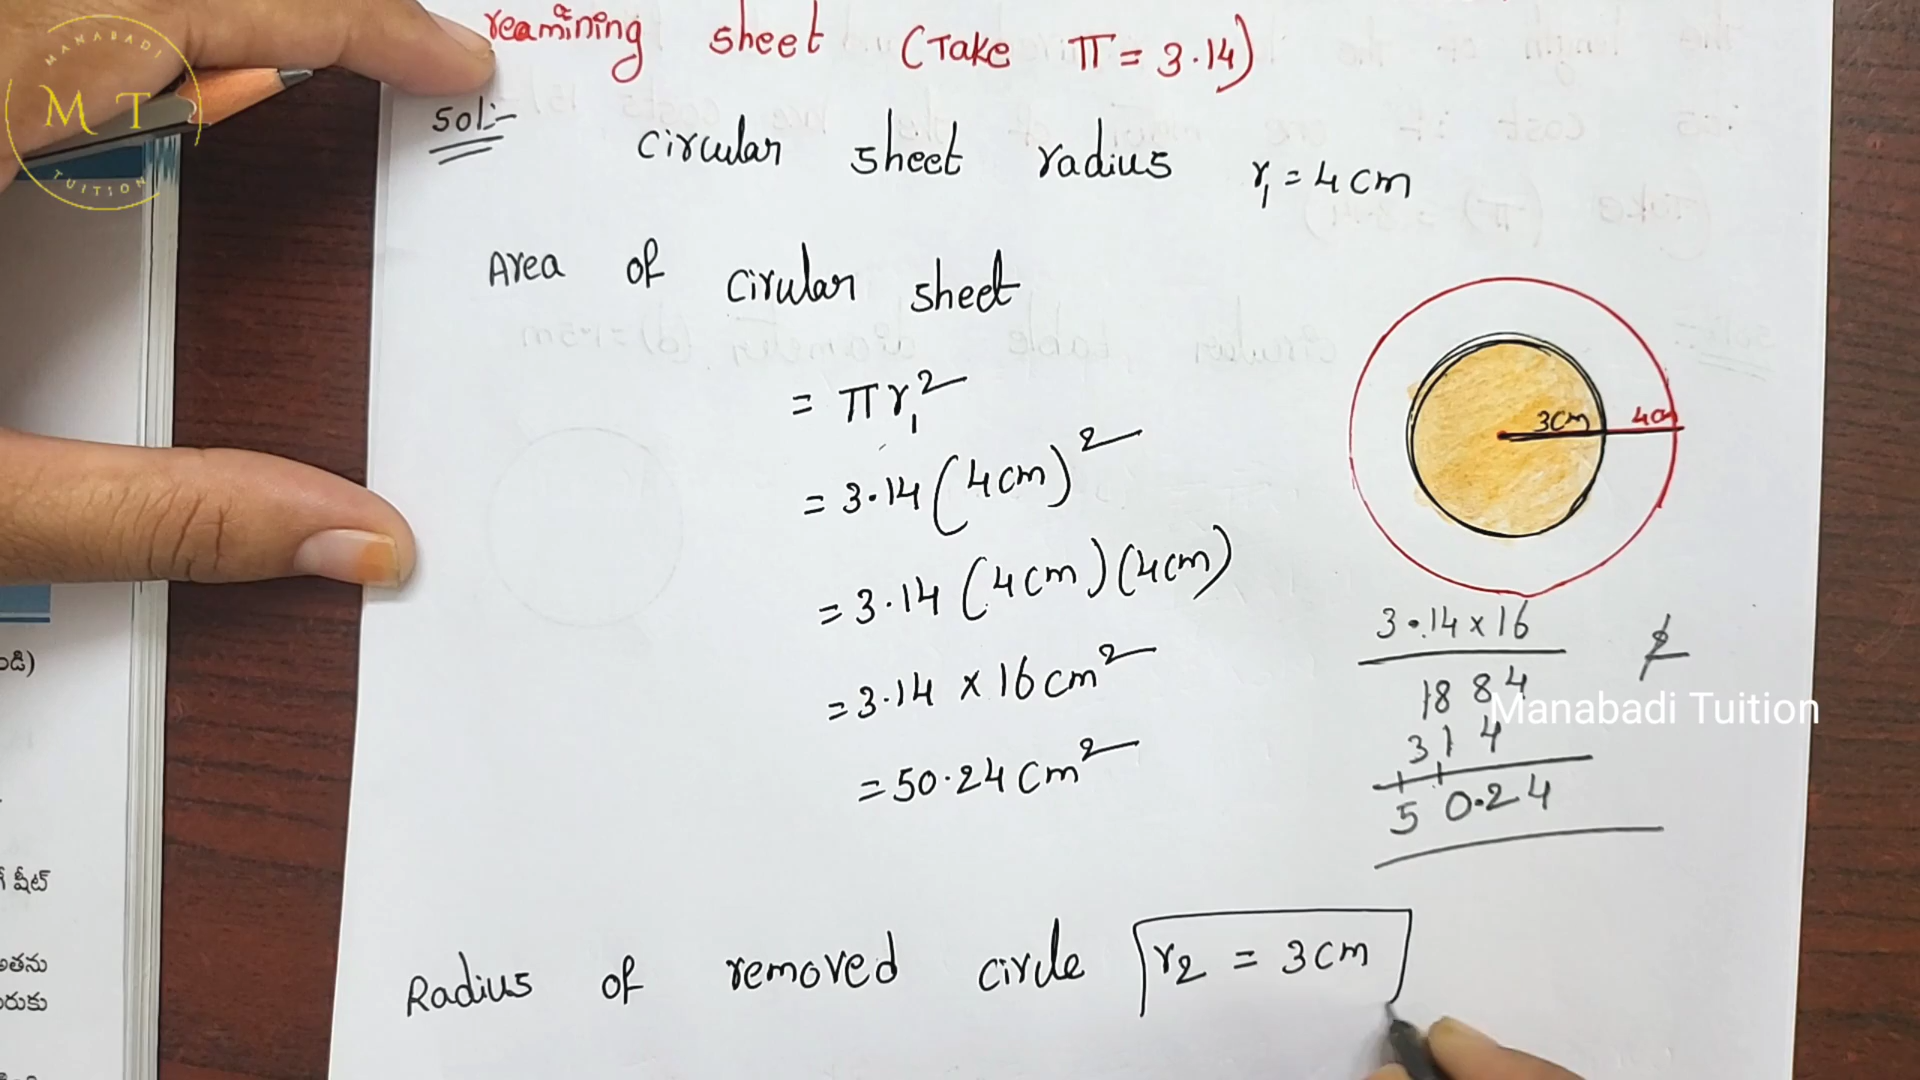 reamining sheet (Take π = 3.14)
MANABADI
M T
TUITION
Sol:-
circular sheet radius r₁ = 4cm
Area of cirular sheet
= πr₁²
= 3.14 (4cm)²
= 3.14 (4cm)(4cm)
= 3.14 × 16cm²
= 50.24cm²
3cm
4cm
3.14 × 16
1884
314
50.24
Manabadi Tuition
Radius of removed circle r2 = 3cm
షీట్